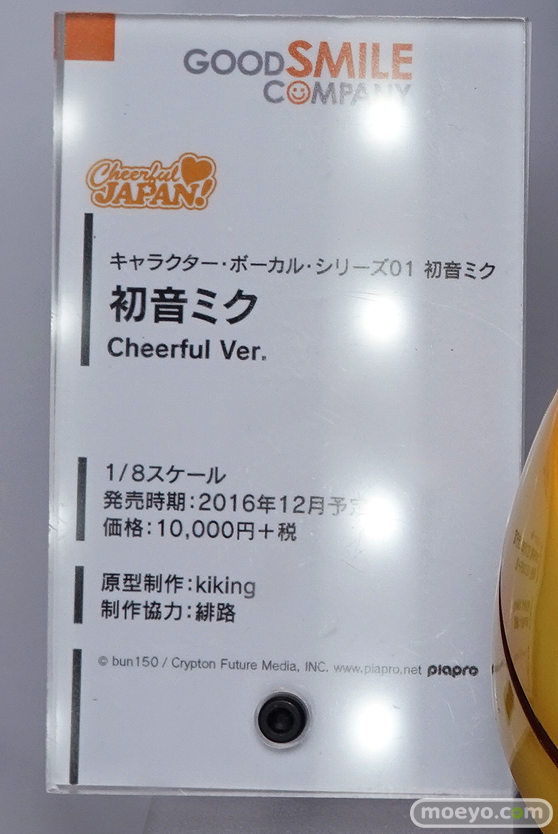 GOODSMILE
COMPANY
Cheerful
JAPAN!
キャラクター・ボーカル・シリーズ01 初音ミク
初音ミク
Cheerful Ver.
1/8スケール
発売時期：2016年12月予定
価格：10,000円＋税
原型制作：kiking
制作協力：緋路
© bun150 / Crypton Future Media, INC. www.piapro.net piapro
moeyo.com